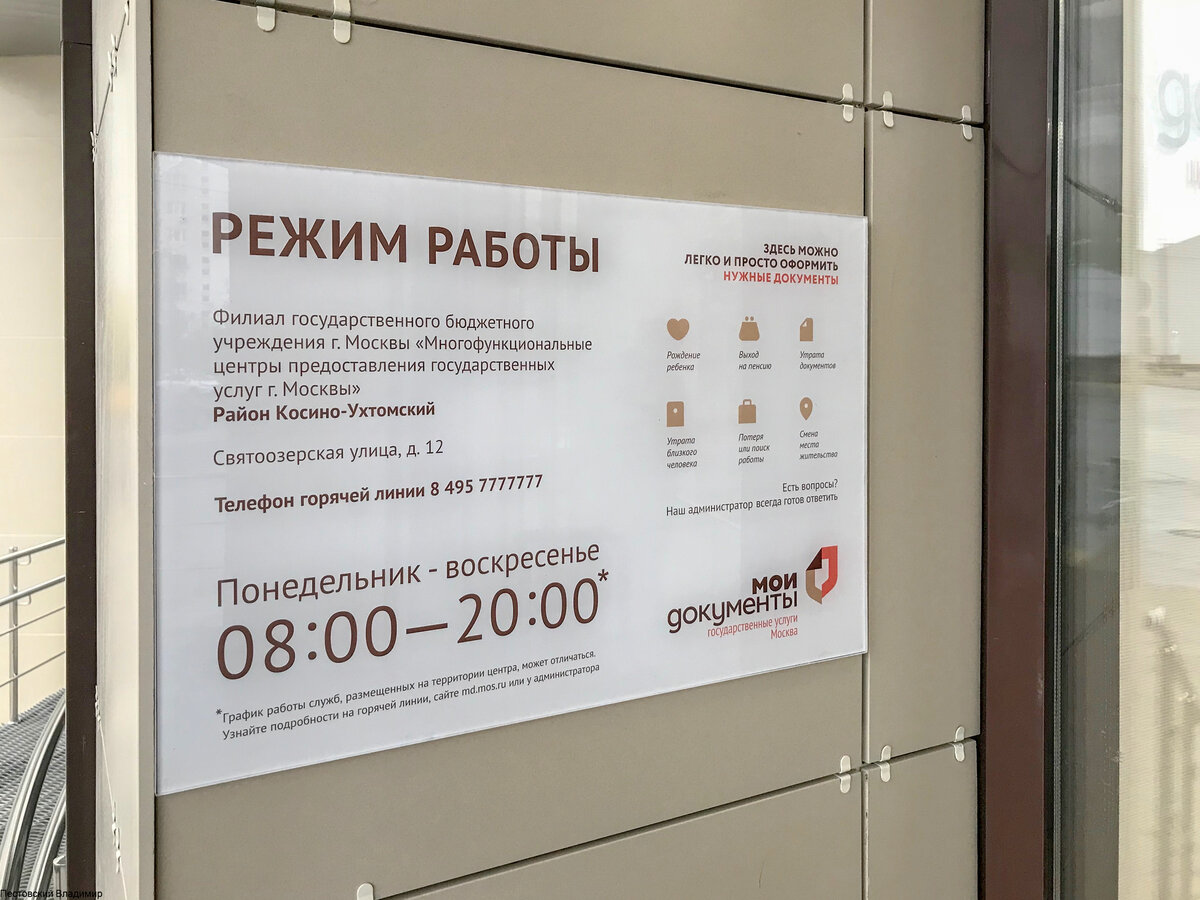 РЕЖИМ РАБОТЫ
Филиал государственного бюджетного
учреждения г. Москвы «Многофункциональные
центры предоставления государственных
услуг г. Москвы»
Район Косино-Ухтомский
Святоозерская улица, д. 12
Телефон горячей линии 8 495 7777777
Понедельник - воскресенье
08:00—20:00*
*График работы служб, размещенных на территории центра, может отличаться.
Узнайте подробности на горячей линии, сайте md.mos.ru или у администратора
ЗДЕСЬ МОЖНО
ЛЕГКО И ПРОСТО ОФОРМИТЬ
НУЖНЫЕ ДОКУМЕНТЫ
Рождение
ребенка
Выход
на пенсию
Утрата
документов
Утрата
близкого
человека
Потеря
или поиск
работы
Смена
места
жительства
Есть вопросы?
Наш администратор всегда готов ответить
мои
документы
государственные услуги
Москва
Пестовский Владимир